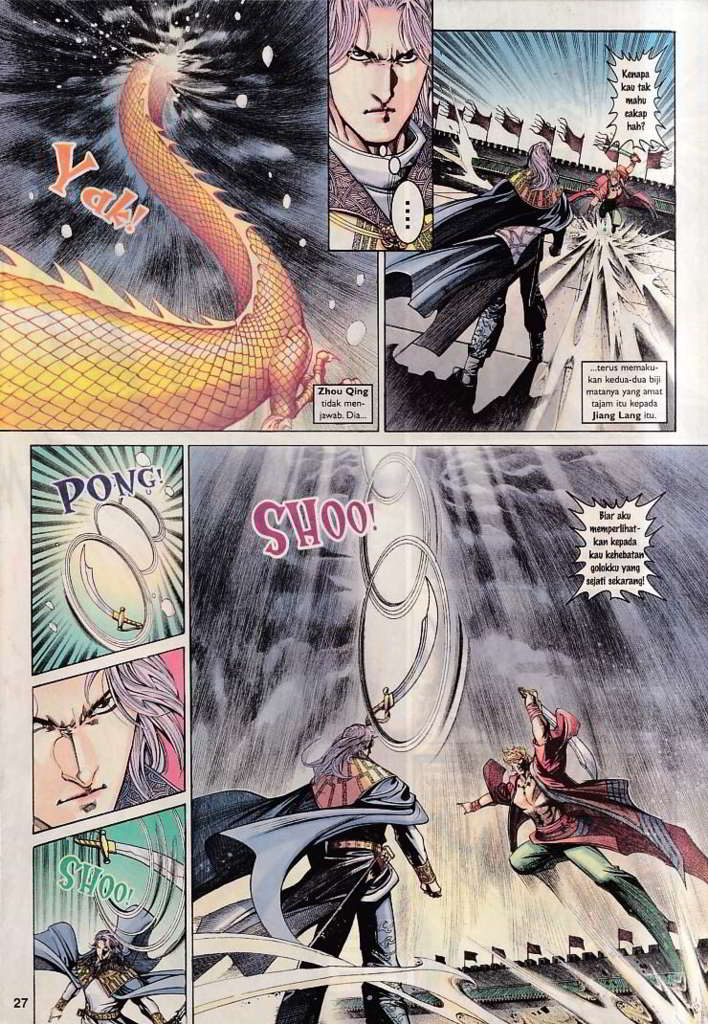 Yak!
Zhou Qing
tidak men-
jawab. Dia...
...
Kenapa
kau tak
mahu
cakap
hah?
...terus memaku-
kan kedua-dua biji
matanya yang amat
tajam itu kepada
Jiang Lang itu.
PONG!
SHOO!
SHOO!
Biar aku
memperlihat-
kan kepada
kau kehebatan
golokku yang
sejati sekarang!
27